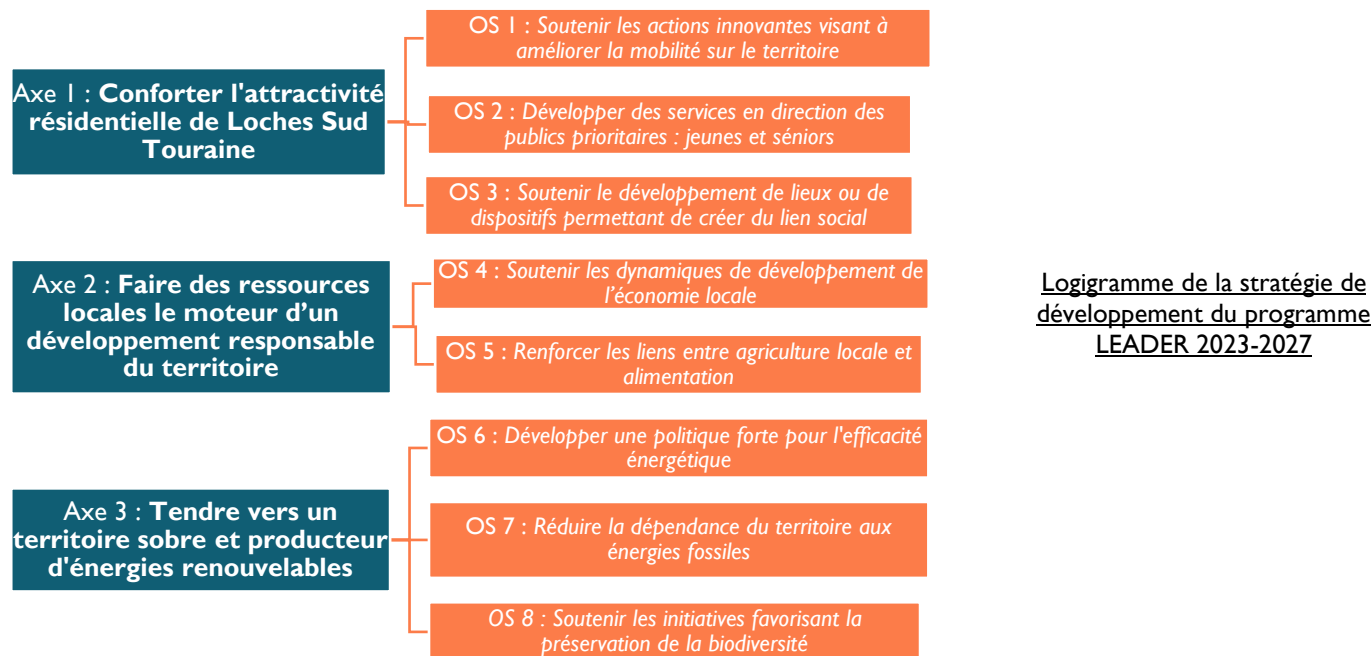 Axe 1 : Conforter l'attractivité
résidentielle de Loches Sud
Touraine
OS 1 : Soutenir les actions innovantes visant à
améliorer la mobilité sur le territoire
OS 2 : Développer des services en direction des
publics prioritaires : jeunes et séniors
OS 3 : Soutenir le développement de lieux ou de
dispositifs permettant de créer du lien social
Axe 2 : Faire des ressources
locales le moteur d’un
développement responsable
du territoire
OS 4 : Soutenir les dynamiques de développement de
l’économie locale
OS 5 : Renforcer les liens entre agriculture locale et
alimentation
Axe 3 : Tendre vers un
territoire sobre et producteur
d'énergies renouvelables
OS 6 : Développer une politique forte pour l'efficacité
énergétique
OS 7 : Réduire la dépendance du territoire aux
énergies fossiles
OS 8 : Soutenir les initiatives favorisant la
préservation de la biodiversité
Logigramme de la stratégie de
développement du programme
LEADER 2023-2027